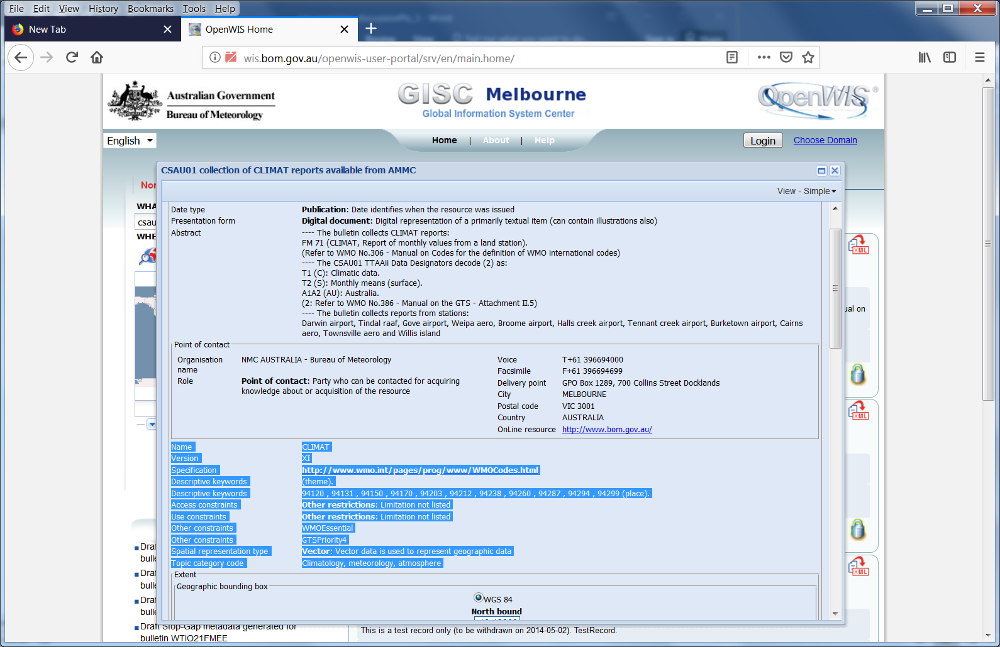 File Edit View History Bookmarks Tools Help
New Tab
OpenWIS Home
wis.bom.gov.au/openwis-user-portal/srv/en/main.home/
Australian Government
Bureau of Meteorology
GISC Melbourne
Global Information System Center
OpenWIS®
English
Home | About | Help
Login
Choose Domain
CSAU01 collection of CLIMAT reports available from AMMC
View - Simple
Date type Publication: Date identifies when the resource was issued
Presentation form Digital document: Digital representation of a primarily textual item (can contain illustrations also)
Abstract ---- The bulletin collects CLIMAT reports:
FM 71 (CLIMAT, Report of monthly values from a land station).
(Refer to WMO No.306 - Manual on Codes for the definition of WMO international codes)
---- The CSAU01 TTAAii Data Designators decode (2) as:
T1 (C): Climatic data.
T2 (S): Monthly means (surface).
A1A2 (AU): Australia.
(2: Refer to WMO No.386 - Manual on the GTS - Attachment II.5)
---- The bulletin collects reports from stations:
Darwin airport, Tindal raaf, Gove airport, Weipa aero, Broome airport, Halls creek airport, Tennant creek airport, Burketown airport, Cairns
aero, Townsville aero and Willis island
Point of contact
Organisation name NMC AUSTRALIA - Bureau of Meteorology
Role Point of contact: Party who can be contacted for acquiring
knowledge about or acquisition of the resource
Voice T+61 396694000
Facsimile F+61 396694699
Delivery point GPO Box 1289, 700 Collins Street Docklands
City MELBOURNE
Postal code VIC 3001
Country AUSTRALIA
OnLine resource http://www.bom.gov.au/
Name CLIMAT
Version XI
Specification http://www.wmo.int/pages/prog/www/WMOCodes.html
Descriptive keywords (theme).
Descriptive keywords 94120 , 94131 , 94150 , 94170 , 94203 , 94212 , 94238 , 94260 , 94287 , 94294 , 94299 (place).
Access constraints Other restrictions: Limitation not listed
Use constraints Other restrictions: Limitation not listed
Other constraints WMOEssential
Other constraints GTSPriority4
Spatial representation type Vector: Vector data is used to represent geographic data
Topic category code Climatology, meteorology, atmosphere
Extent
Geographic bounding box
WGS 84
North bound
Nor
WHA
csau
WHE
ual on
XML
XML
XML
Draf
bulle
Draf
bulle
Draf
bulle
Draft Stop-Gap metadata generated for
bulletin WTIO21FMEE
This is a test record only (to be withdrawn on 2014-05-02). TestRecord.